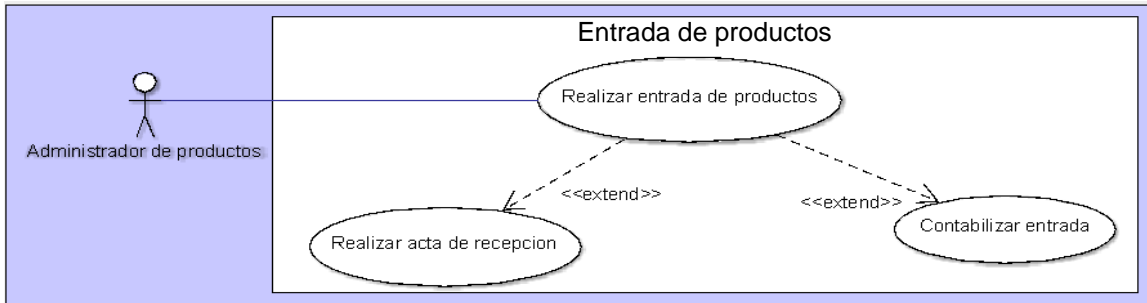 Entrada de productos
Realizar entrada de productos
Administrador de productos
<<extend>>
<<extend>>
Realizar acta de recepcion
Contabilizar entrada